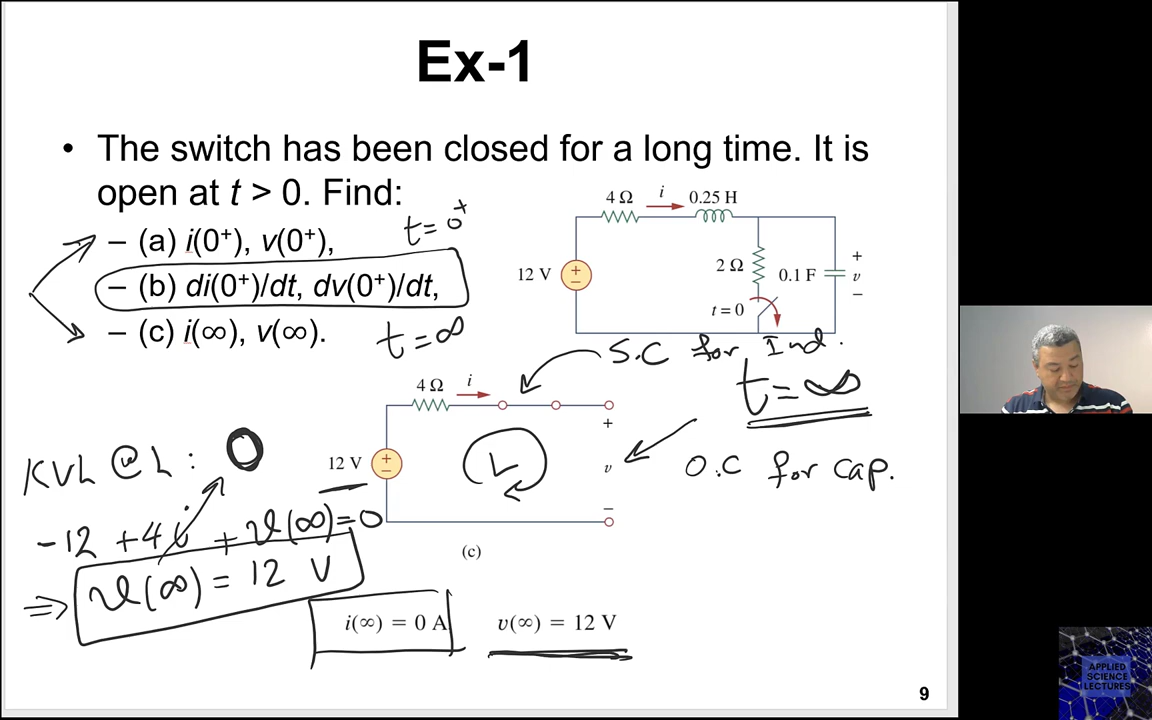 Ex-1
• The switch has been closed for a long time. It is
open at t > 0. Find:
t = 0⁺
– (a) i(0⁺), v(0⁺),
– (b) di(0⁺)/dt, dv(0⁺)/dt,
– (c) i(∞), v(∞).
t = ∞
4 Ω i 0.25 H
12 V + −
2 Ω
0.1 F
+ v −
t = 0
S.C for Ind.
t = ∞
4 Ω i
+
12 V + −
L
v
O.C for cap.
−
(c)
KVL @ L : 0
-12 + 4i + v(∞) = 0
⇒ v(∞) = 12 V
i(∞) = 0 A
v(∞) = 12 V
9
APPLIED
SCIENCE
LECTURES